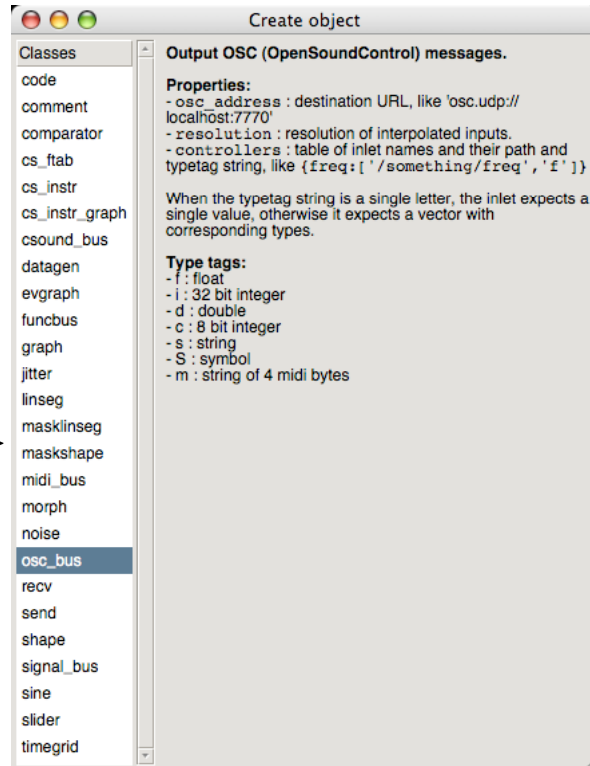 Create object
Classes
code
comment
comparator
cs_ftab
cs_instr
cs_instr_graph
csound_bus
datagen
evgraph
funcbus
graph
jitter
linseg
masklinseg
maskshape
midi_bus
morph
noise
osc_bus
recv
send
shape
signal_bus
sine
slider
timegrid
Output OSC (OpenSoundControl) messages.
Properties:
- osc_address : destination URL, like 'osc.udp://
localhost:7770'
- resolution : resolution of interpolated inputs.
- controllers : table of inlet names and their path and
typetag string, like {freq:['/something/freq','f']}
When the typetag string is a single letter, the inlet expects a
single value, otherwise it expects a vector with
corresponding types.
Type tags:
- f : float
- i : 32 bit integer
- d : double
- c : 8 bit integer
- s : string
- S : symbol
- m : string of 4 midi bytes